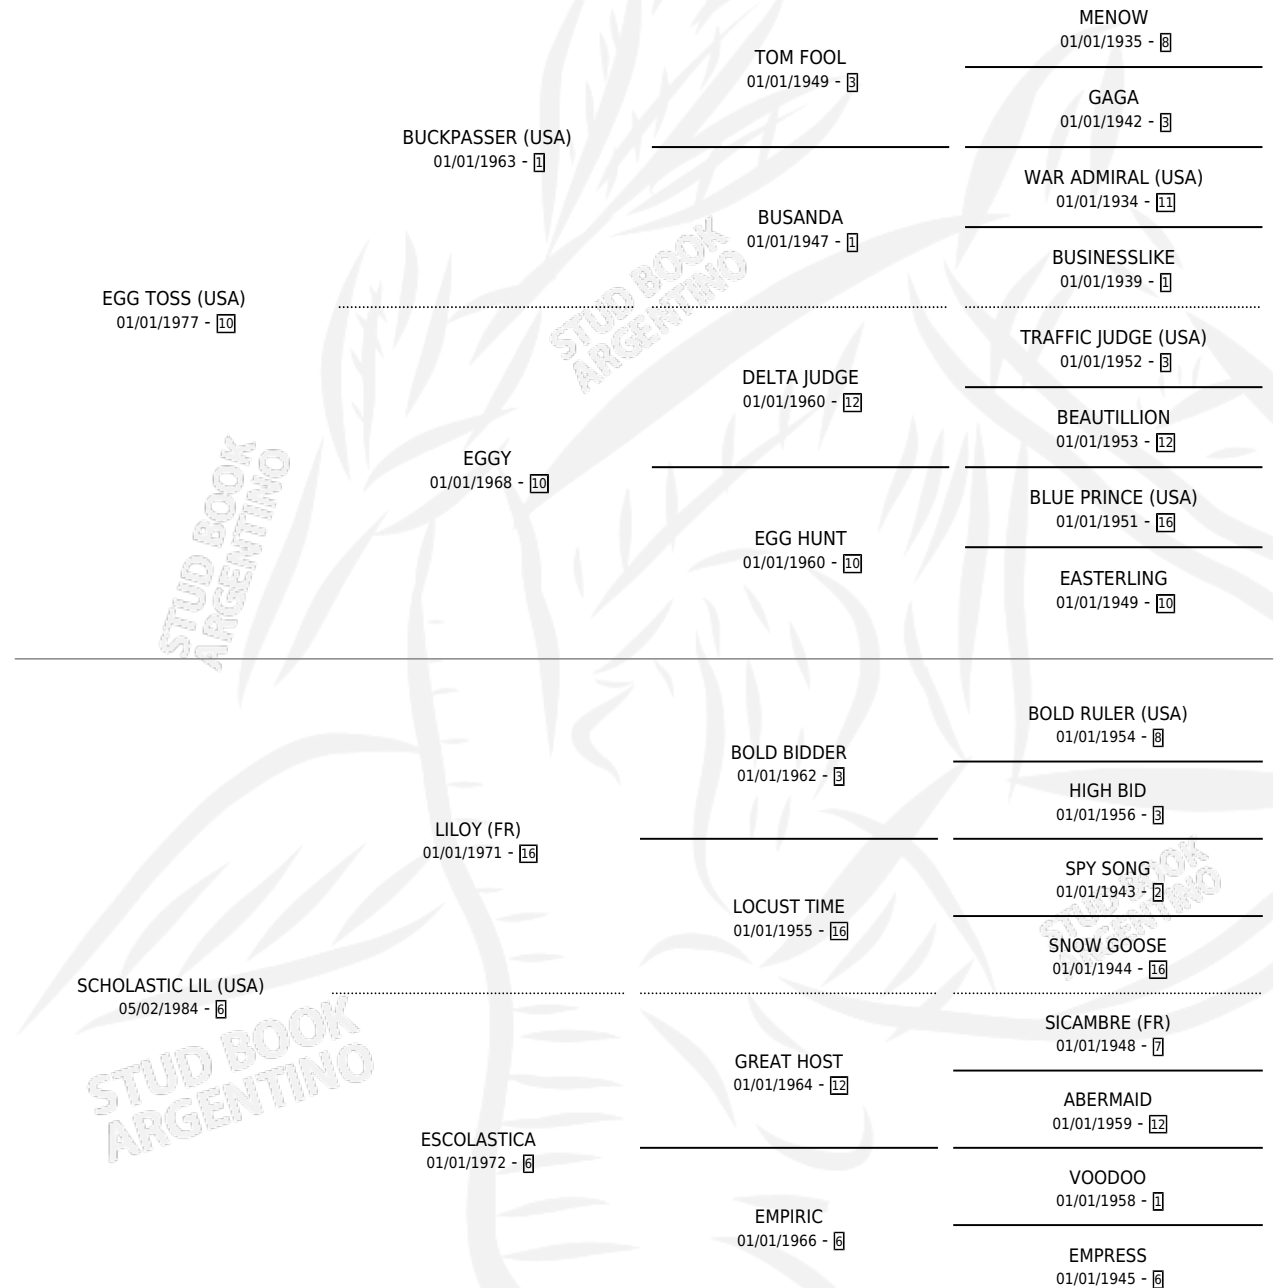 MENOW
01/01/1935 - 8
TOM FOOL
01/01/1949 - 3
GAGA
01/01/1942 - 3
BUCKPASSER (USA)
01/01/1963 - 1
WAR ADMIRAL (USA)
01/01/1934 - 11
BUSANDA
01/01/1947 - 1
BUSINESSLIKE
01/01/1939 - 1
EGG TOSS (USA)
01/01/1977 - 10
TRAFFIC JUDGE (USA)
01/01/1952 - 3
DELTA JUDGE
01/01/1960 - 12
BEAUTILLION
01/01/1953 - 12
EGGY
01/01/1968 - 10
BLUE PRINCE (USA)
01/01/1951 - 16
EGG HUNT
01/01/1960 - 10
EASTERLING
01/01/1949 - 10
BOLD RULER (USA)
01/01/1954 - 8
BOLD BIDDER
01/01/1962 - 3
HIGH BID
01/01/1956 - 3
LILOY (FR)
01/01/1971 - 16
SPY SONG
01/01/1943 - 2
LOCUST TIME
01/01/1955 - 16
SNOW GOOSE
01/01/1944 - 16
SCHOLASTIC LIL (USA)
05/02/1984 - 6
SICAMBRE (FR)
01/01/1948 - 7
GREAT HOST
01/01/1964 - 12
ABERMAID
01/01/1959 - 12
ESCOLASTICA
01/01/1972 - 6
VOODOO
01/01/1958 - 1
EMPIRIC
01/01/1966 - 6
EMPRESS
01/01/1945 - 6
STUD BOOK
ARGENTINO
STUD BOOK
ARGENTINO
STUD BOOK
ARGENTINO
STUD BOOK
ARGENTINO